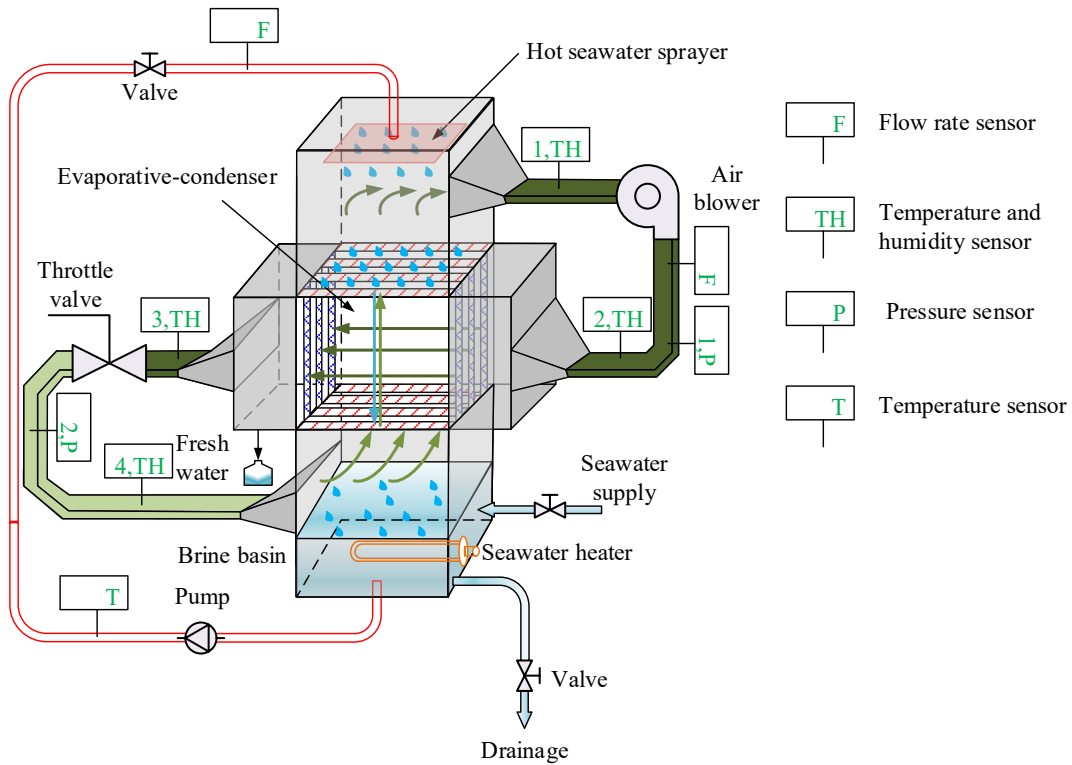 F
Hot seawater sprayer
Valve
1,TH
F
Flow rate sensor
Evaporative-condenser
Air
blower
TH
Temperature and
humidity sensor
Throttle
valve
F
3,TH
2,TH
1,P
P
Pressure sensor
2,P
T
Temperature sensor
Fresh
water
4,TH
Seawater
supply
Brine basin
Seawater heater
T
Pump
Valve
Drainage